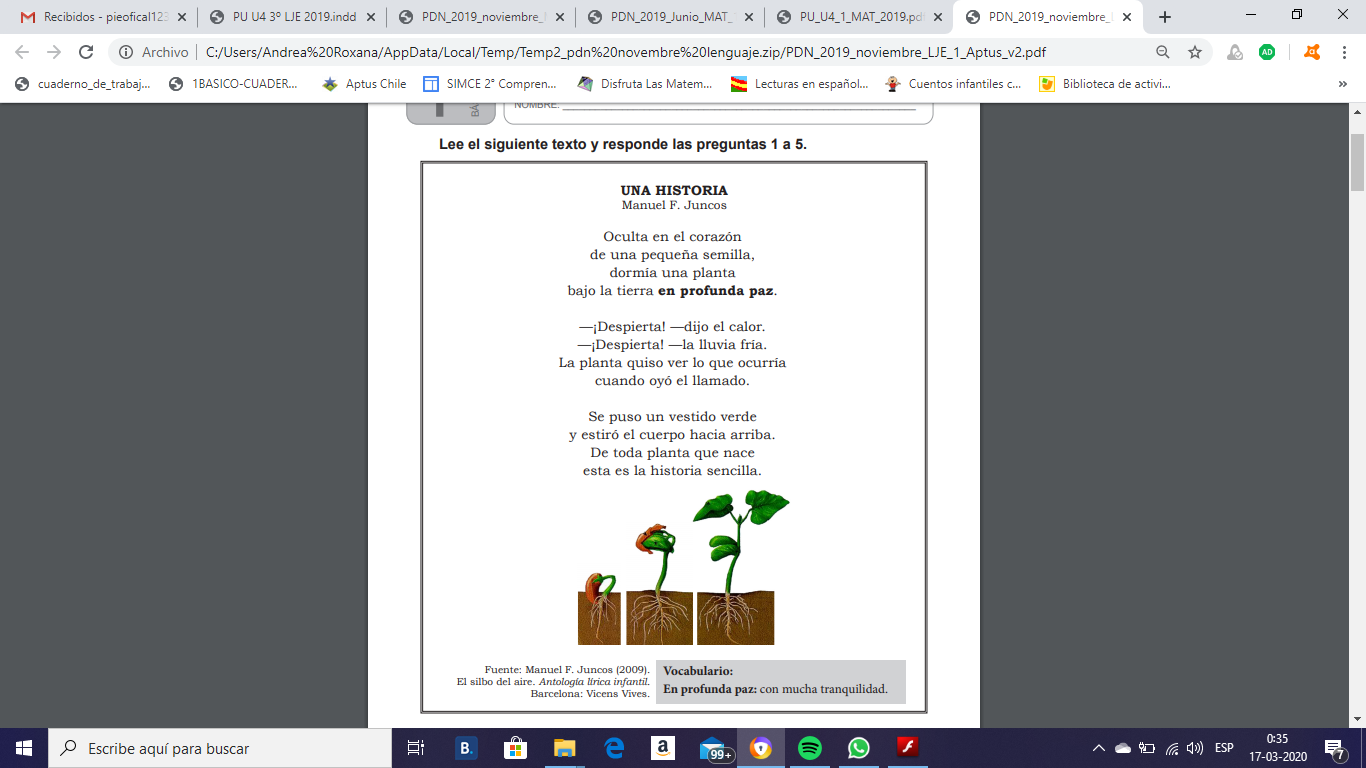 Recibidos - pieofical123
PU U4 3º LJE 2019.indd
PDN_2019_noviembre_
PDN_2019_Junio_MAT_
PU_U4_1_MAT_2019.pdf
PDN_2019_noviembre_
Archivo
C:/Users/Andrea%20Roxana/AppData/Local/Temp/Temp2_pdn%20novembre%20lenguaje.zip/PDN_2019_noviembre_LJE_1_Aptus_v2.pdf
AD
cuaderno_de_trabaj...
1BASICO-CUADER...
Aptus Chile
SIMCE 2° Compren...
Disfruta Las Matem...
Lecturas en español...
Cuentos infantiles c...
Biblioteca de activi...
»
NOMBRE:
Lee el siguiente texto y responde las preguntas 1 a 5.
UNA HISTORIA
Manuel F. Juncos
Oculta en el corazón
de una pequeña semilla,
dormía una planta
bajo la tierra en profunda paz.
—¡Despierta! —dijo el calor.
—¡Despierta! —la lluvia fría.
La planta quiso ver lo que ocurría
cuando oyó el llamado.
Se puso un vestido verde
y estiró el cuerpo hacia arriba.
De toda planta que nace
esta es la historia sencilla.
Fuente: Manuel F. Juncos (2009).
El silbo del aire. Antología lírica infantil.
Barcelona: Vicens Vives.
Vocabulario:
En profunda paz: con mucha tranquilidad.
Escribe aquí para buscar
B.
a
99+
ESP
0:35
17-03-2020
7